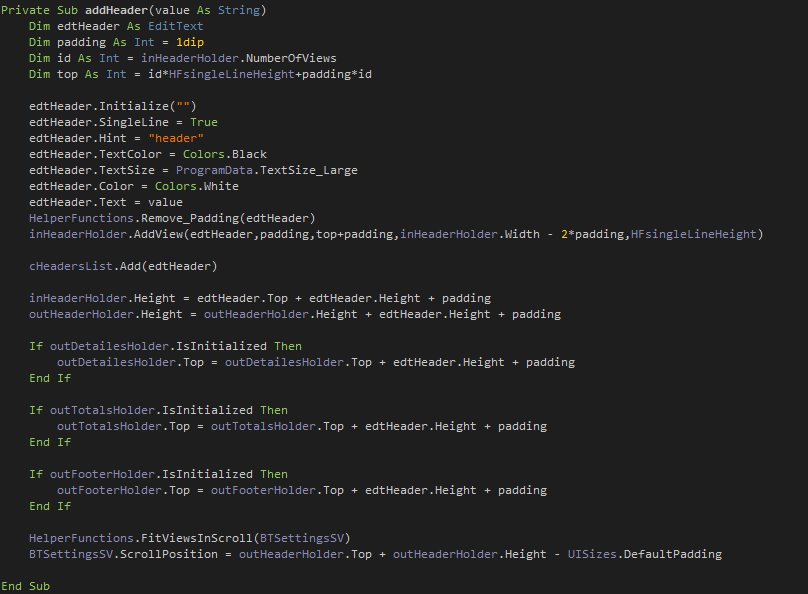 Private Sub addHeader(value As String)
Dim edtHeader As EditText
Dim padding As Int = 1dip
Dim id As Int = inHeaderHolder.NumberOfViews
Dim top As Int = id*HFsingleLineHeight+padding*id
edtHeader.Initialize("")
edtHeader.SingleLine = True
edtHeader.Hint = "header"
edtHeader.TextColor = Colors.Black
edtHeader.TextSize = ProgramData.TextSize_Large
edtHeader.Color = Colors.White
edtHeader.Text = value
HelperFunctions.Remove_Padding(edtHeader)
inHeaderHolder.AddView(edtHeader,padding,top+padding,inHeaderHolder.Width - 2*padding,HFsingleLineHeight)
cHeadersList.Add(edtHeader)
inHeaderHolder.Height = edtHeader.Top + edtHeader.Height + padding
outHeaderHolder.Height = outHeaderHolder.Height + edtHeader.Height + padding
If outDetailesHolder.IsInitialized Then
outDetailesHolder.Top = outDetailesHolder.Top + edtHeader.Height + padding
End If
If outTotalsHolder.IsInitialized Then
outTotalsHolder.Top = outTotalsHolder.Top + edtHeader.Height + padding
End If
If outFooterHolder.IsInitialized Then
outFooterHolder.Top = outFooterHolder.Top + edtHeader.Height + padding
End If
HelperFunctions.FitViewsInScroll(BTSettingsSV)
BTSettingsSV.ScrollPosition = outHeaderHolder.Top + outHeaderHolder.Height - UISizes.DefaultPadding
End Sub